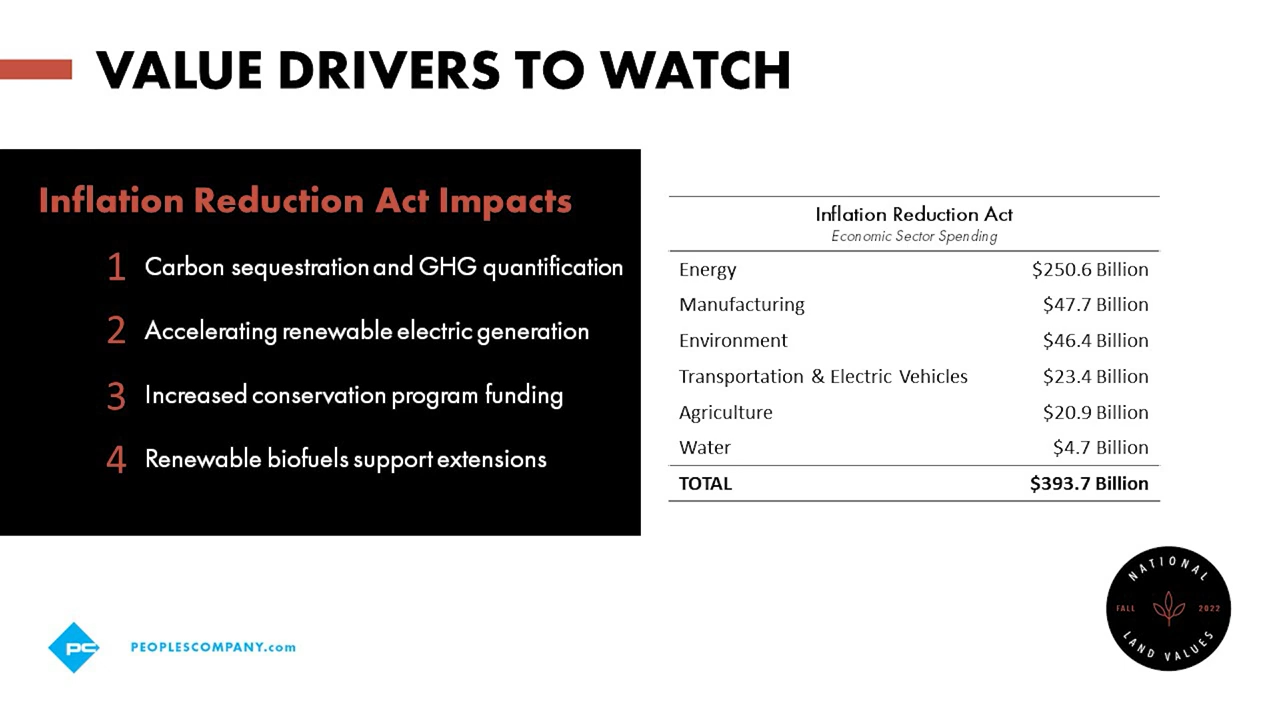 VALUE DRIVERS TO WATCH
Inflation Reduction Act Impacts
1 Carbon sequestration and GHG quantification
2 Accelerating renewable electric generation
3 Increased conservation program funding
4 Renewable biofuels support extensions
Inflation Reduction Act
Economic Sector Spending
Energy $250.6 Billion
Manufacturing $47.7 Billion
Environment $46.4 Billion
Transportation & Electric Vehicles $23.4 Billion
Agriculture $20.9 Billion
Water $4.7 Billion
TOTAL $393.7 Billion
NATIONAL
FALL 2022
LAND VALUES
pc
PEOPLESCOMPANY.com